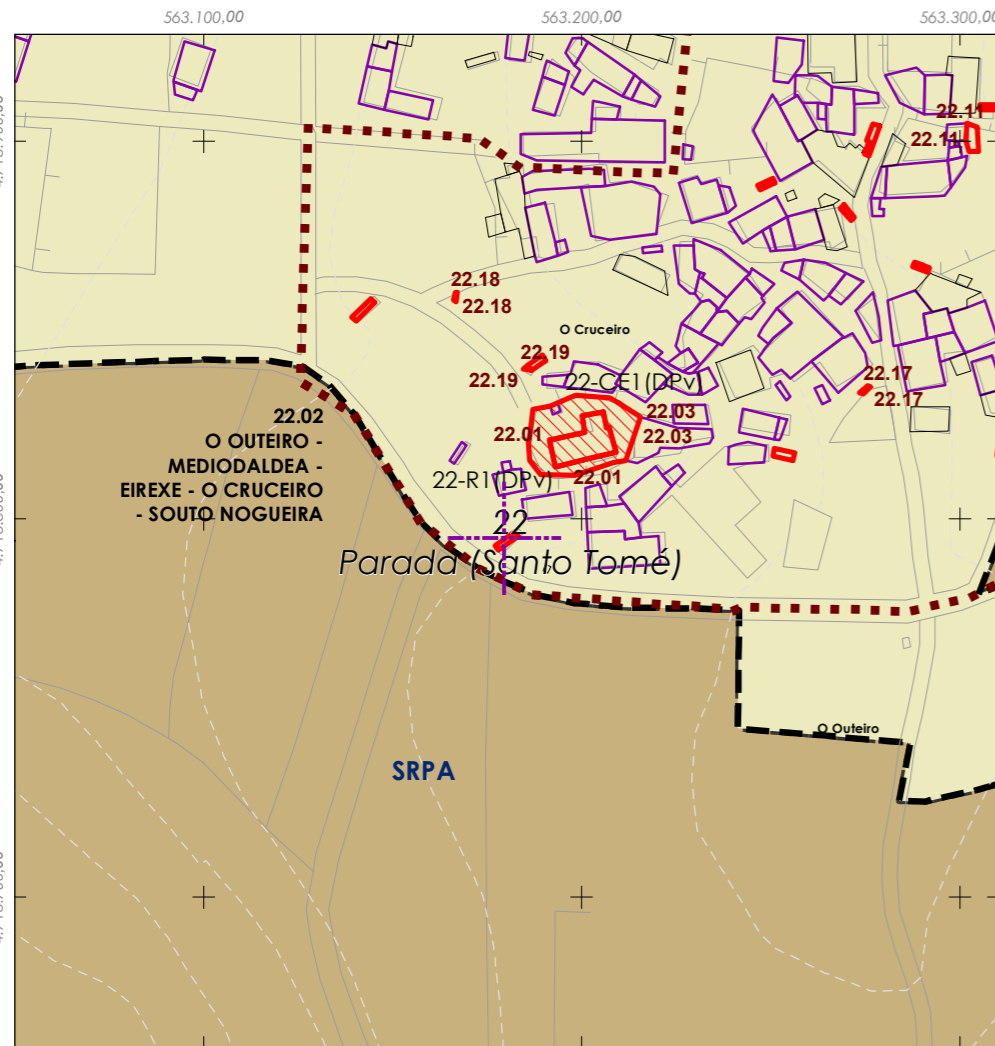 563.100,00
563.200,00
563.300,00
22.11
22.11
22.18
22.18
O Cruceiro
22.19
22.19
22-CE1(DPv)
22.17
22.17
22.03
22.01
22.03
22.02
O OUTEIRO -
MEDIODALDEA -
EIREXE - O CRUCEIRO
- SOUTO NOGUEIRA
22.01
22-R1(DPv)
22
Parada (Santo Tomé)
O Outeiro
SRPA